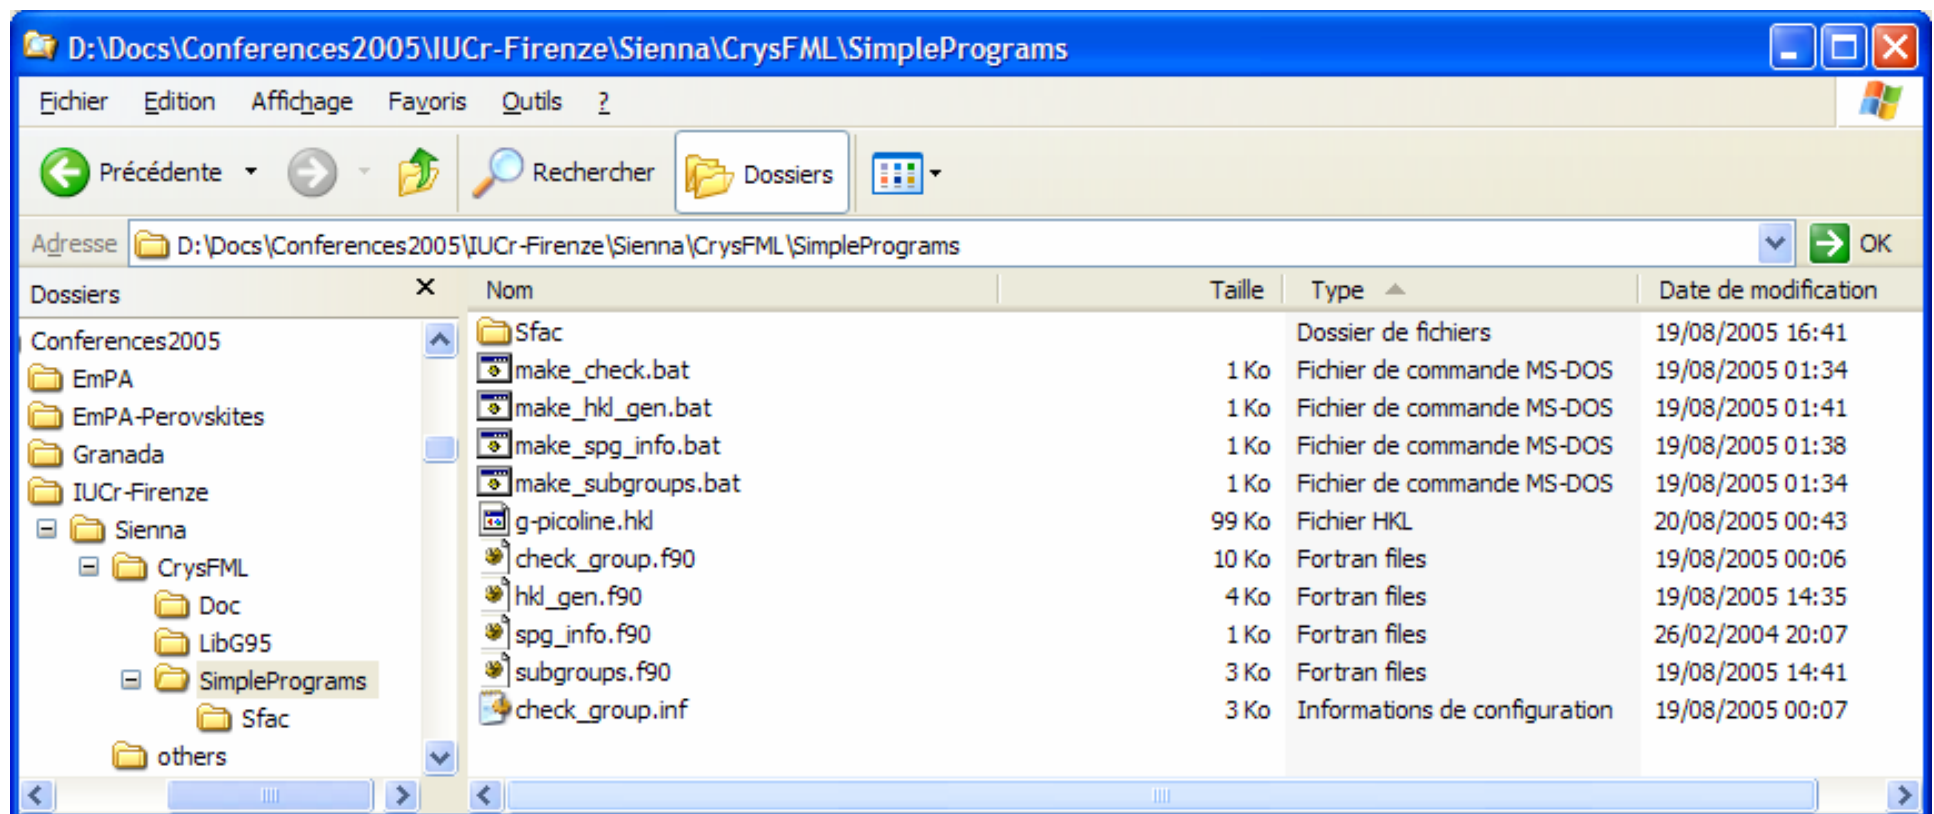 D:\Docs\Conferences2005\IUCr-Firenze\Sienna\CrysFML\SimplePrograms
Fichier Edition Affichage Favoris Outils ?
Précédente Rechercher Dossiers
Adresse D:\Docs\Conferences2005\IUCr-Firenze\Sienna\CrysFML\SimplePrograms OK
Dossiers
Conferences2005
EmPA
EmPA-Perovskites
Granada
IUCr-Firenze
Sienna
CrysFML
Doc
LibG95
SimplePrograms
Sfac
others
Nom Taille Type Date de modification
Sfac Dossier de fichiers 19/08/2005 16:41
make_check.bat 1 Ko Fichier de commande MS-DOS 19/08/2005 01:34
make_hkl_gen.bat 1 Ko Fichier de commande MS-DOS 19/08/2005 01:41
make_spg_info.bat 1 Ko Fichier de commande MS-DOS 19/08/2005 01:38
make_subgroups.bat 1 Ko Fichier de commande MS-DOS 19/08/2005 01:34
g-picoline.hkl 99 Ko Fichier HKL 20/08/2005 00:43
check_group.f90 10 Ko Fortran files 19/08/2005 00:06
hkl_gen.f90 4 Ko Fortran files 19/08/2005 14:35
spg_info.f90 1 Ko Fortran files 26/02/2004 20:07
subgroups.f90 3 Ko Fortran files 19/08/2005 14:41
check_group.inf 3 Ko Informations de configuration 19/08/2005 00:07